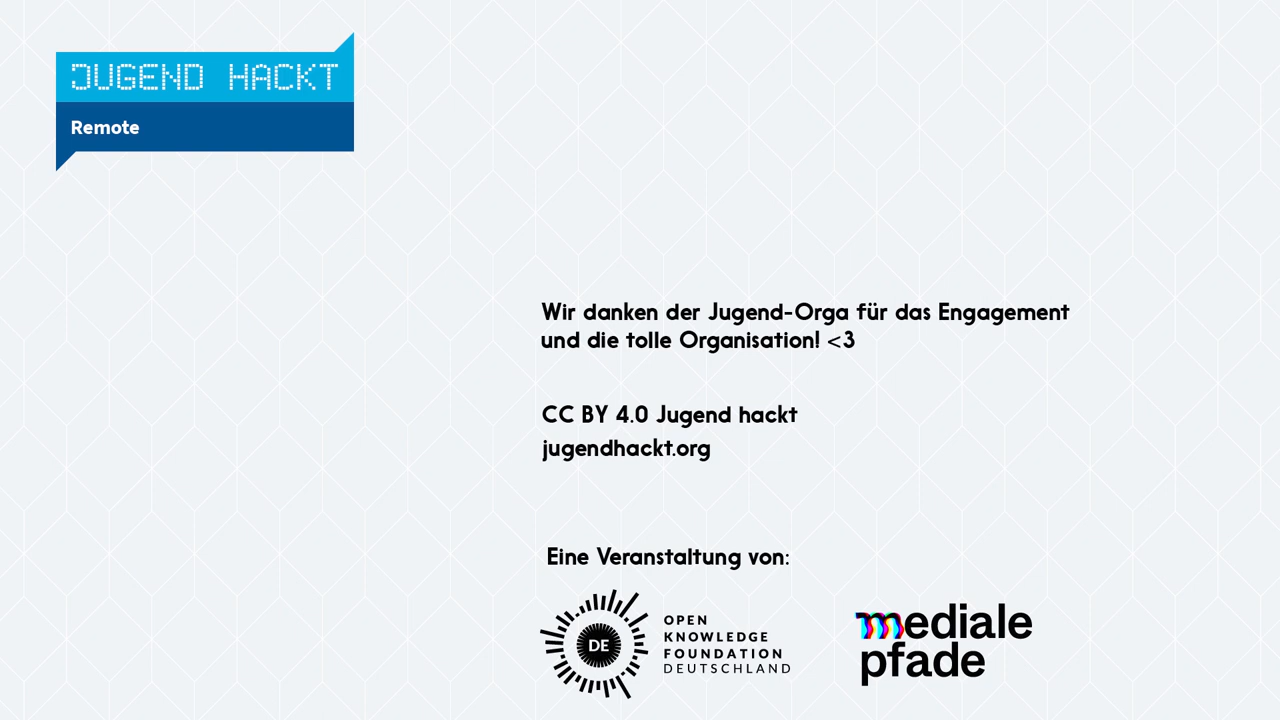 JUGEND HACKT
Remote
Wir danken der Jugend-Orga für das Engagement
und die tolle Organisation! <3
CC BY 4.0 Jugend hackt
jugendhackt.org
Eine Veranstaltung von:
DE
OPEN
KNOWLEDGE
FOUNDATION
DEUTSCHLAND
mediale
pfade